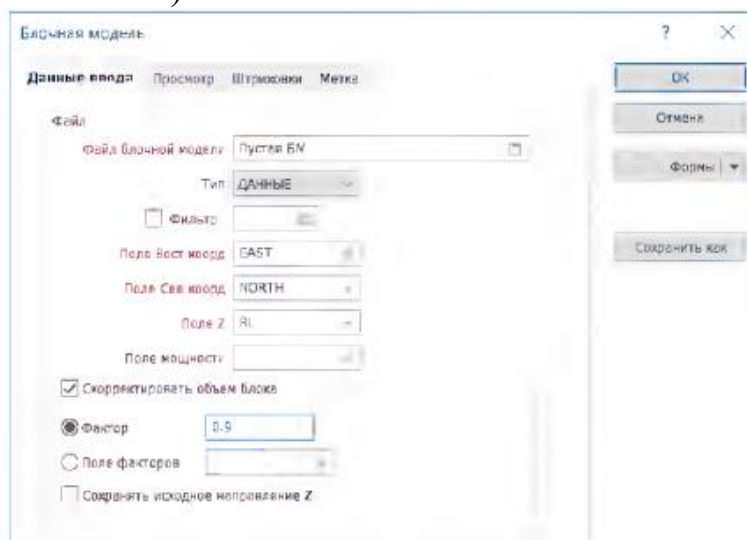 Блочная модель ? ×
Данные ввода Просмотр Штриховки Метка
OK
Отмена
Формы
Сохранить как
Файл
Файл блочной модели Пустая БМ
Тип ДАННЫЕ
Фильтр
Поле Вост коорд EAST
Поле Сев коорд NORTH
Поле Z RL
Поле мощности
Скорректировать объем блока
Фактор 0.9
Поле факторов
Сохранять исходное направление Z